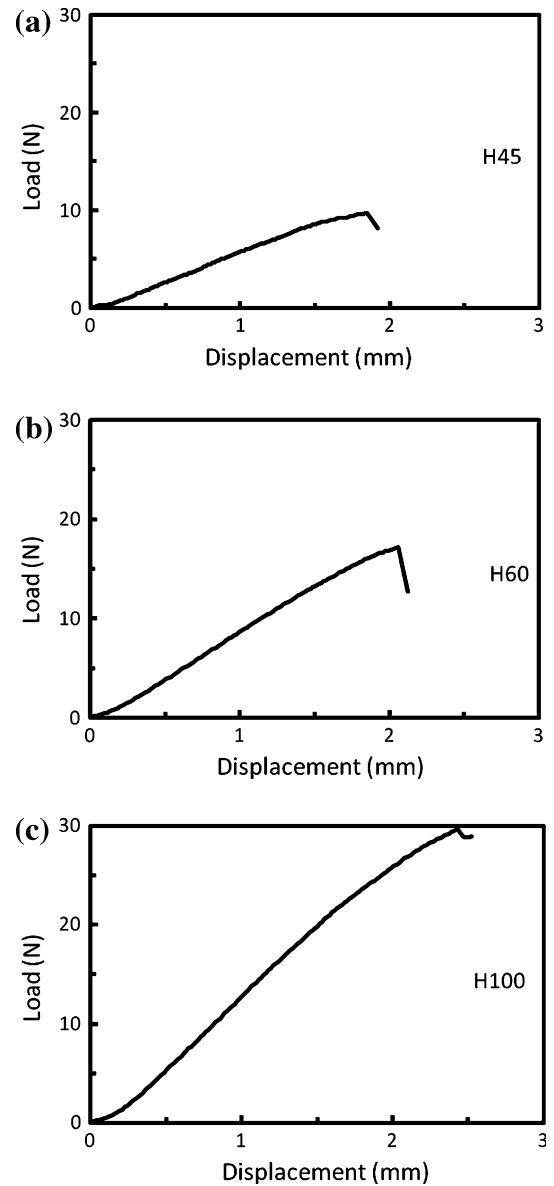 (a)
30
20
10
0
Load (N)
H45
0 1 2 3
Displacement (mm)
(b)
30
20
10
0
Load (N)
H60
0 1 2 3
Displacement (mm)
(c)
30
20
10
0
Load (N)
H100
0 1 2 3
Displacement (mm)